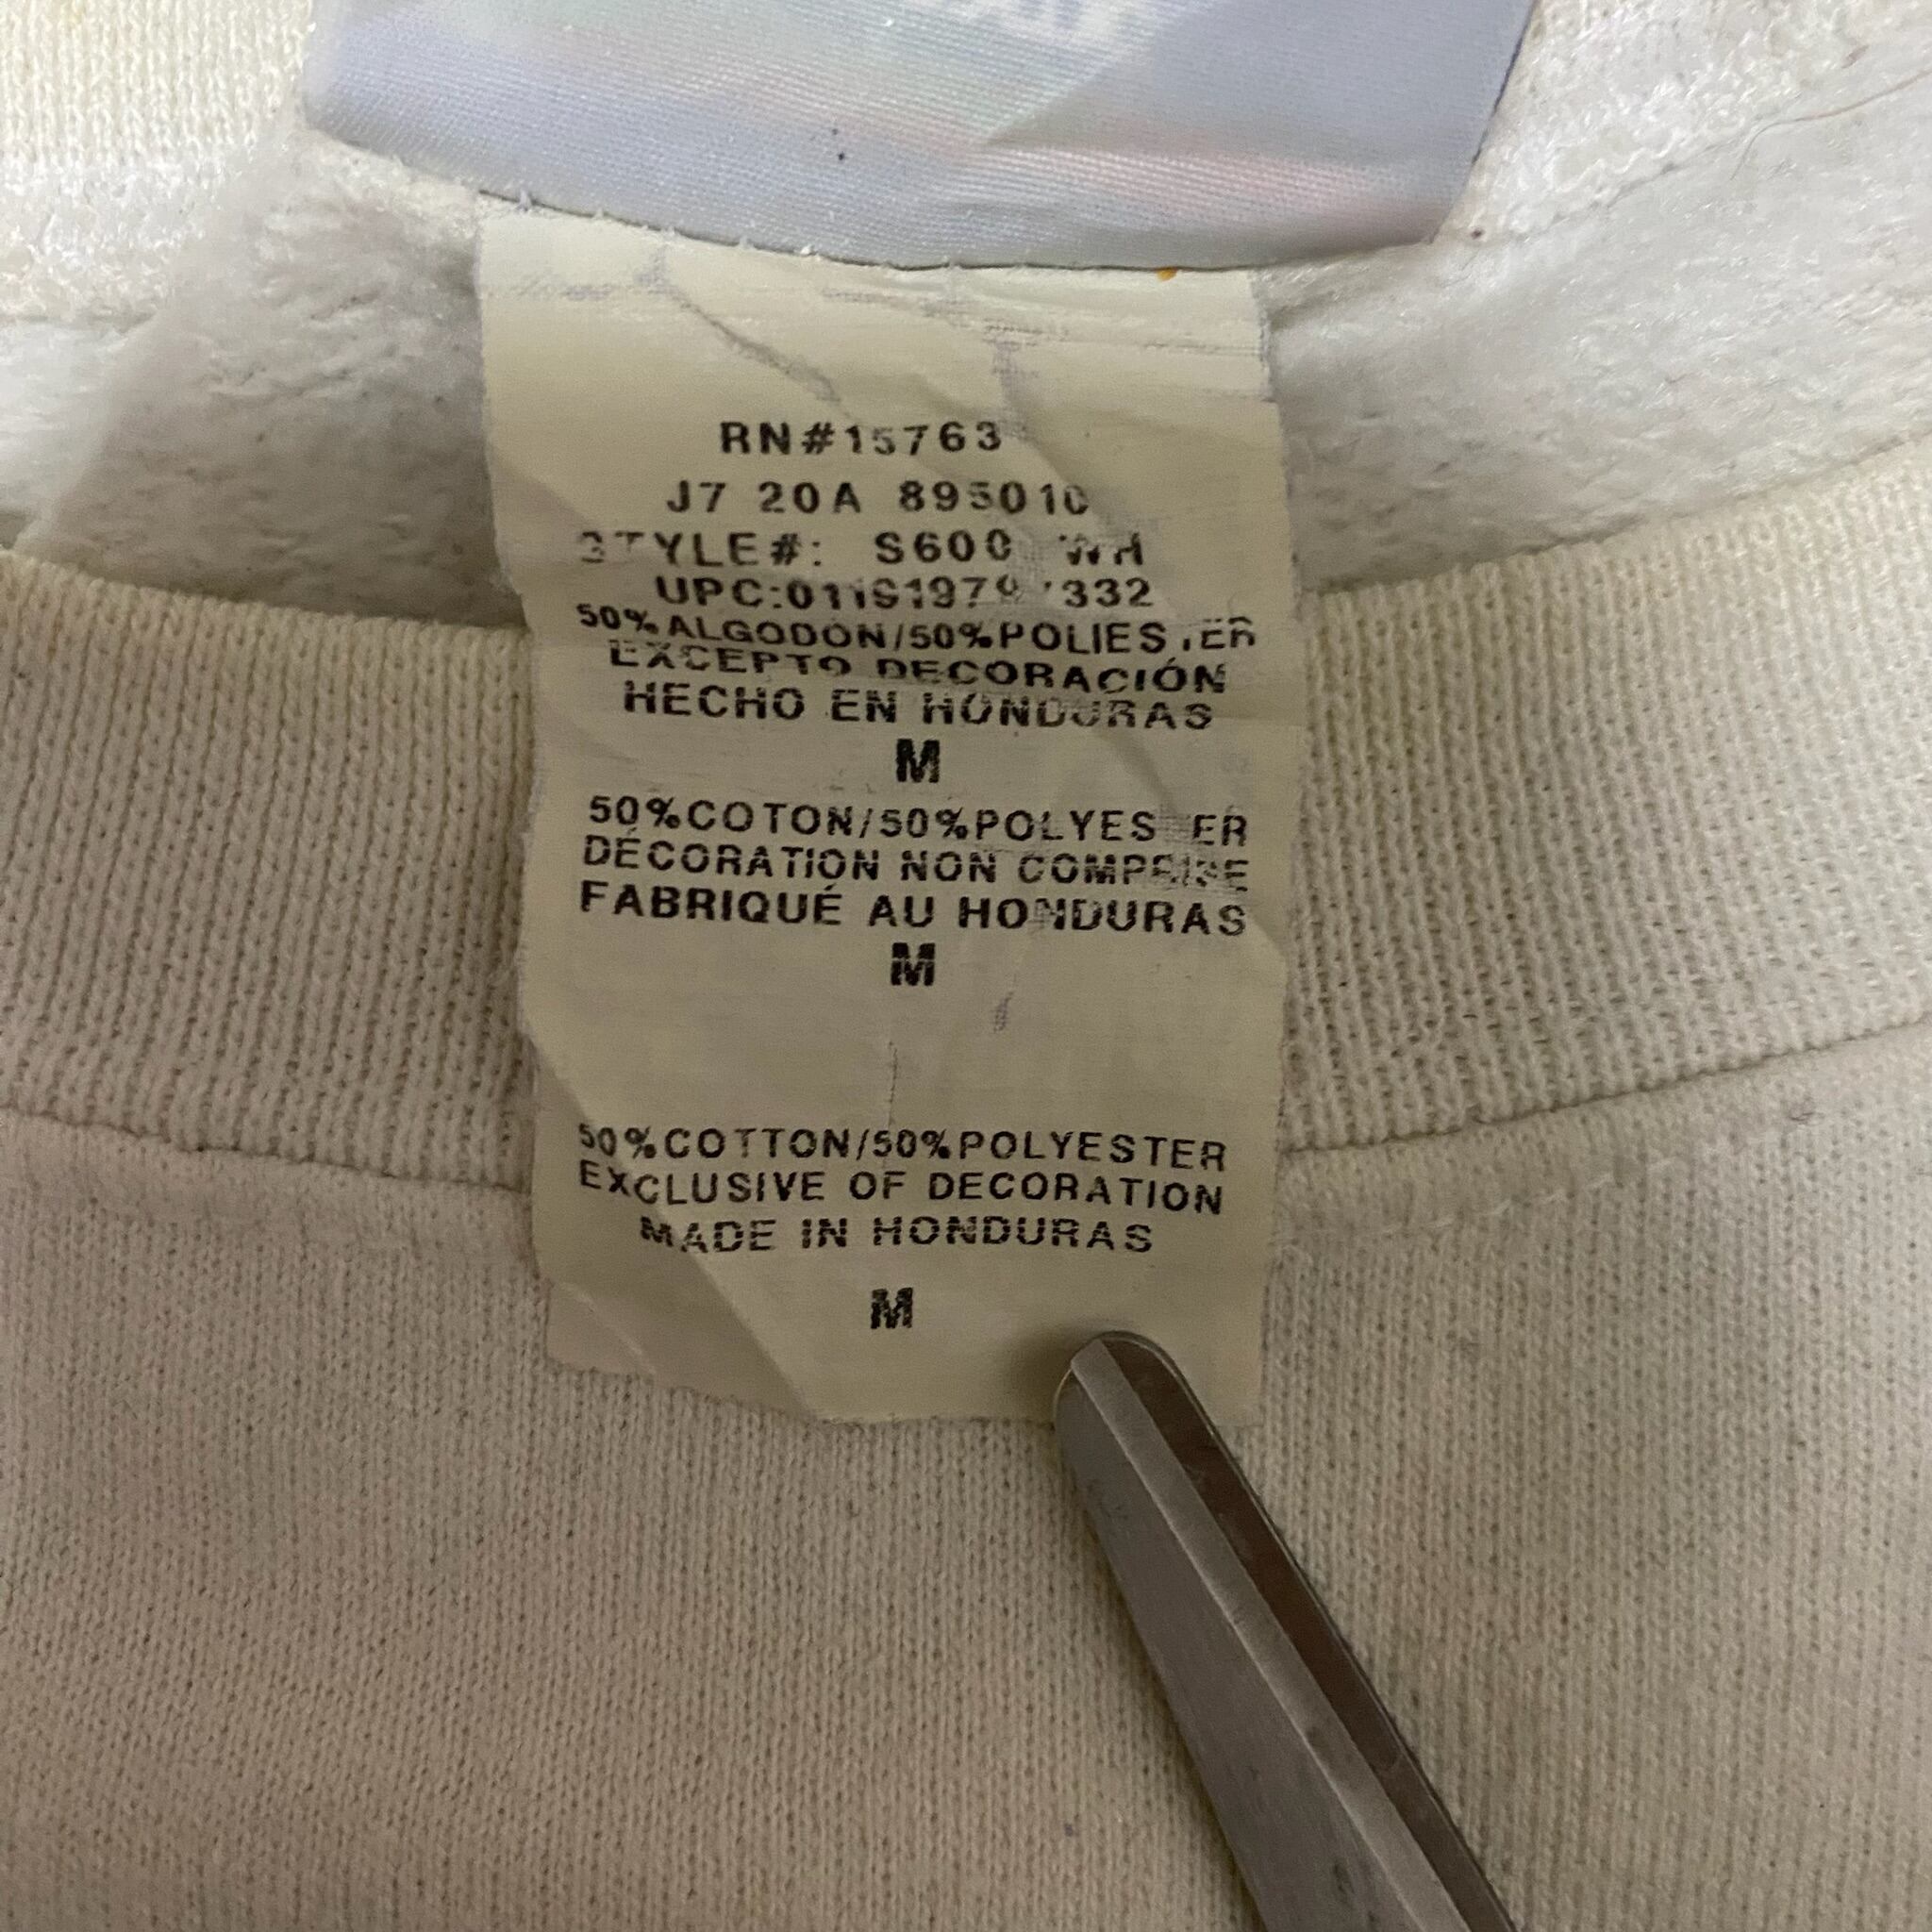 RN#15763
J7 20A 895010
STYLE#: S600 WH
50%ALGODÓN/50%POLIESTER
EXCEPTO DECORACIÓN
HECHO EN HONDURAS
M
50%COTON/50%POLYESTER
DÉCORATION NON COMPRISE
FABRIQUÉ AU HONDURAS
M
50%COTTON/50%POLYESTER
EXCLUSIVE OF DECORATION
MADE IN HONDURAS
M